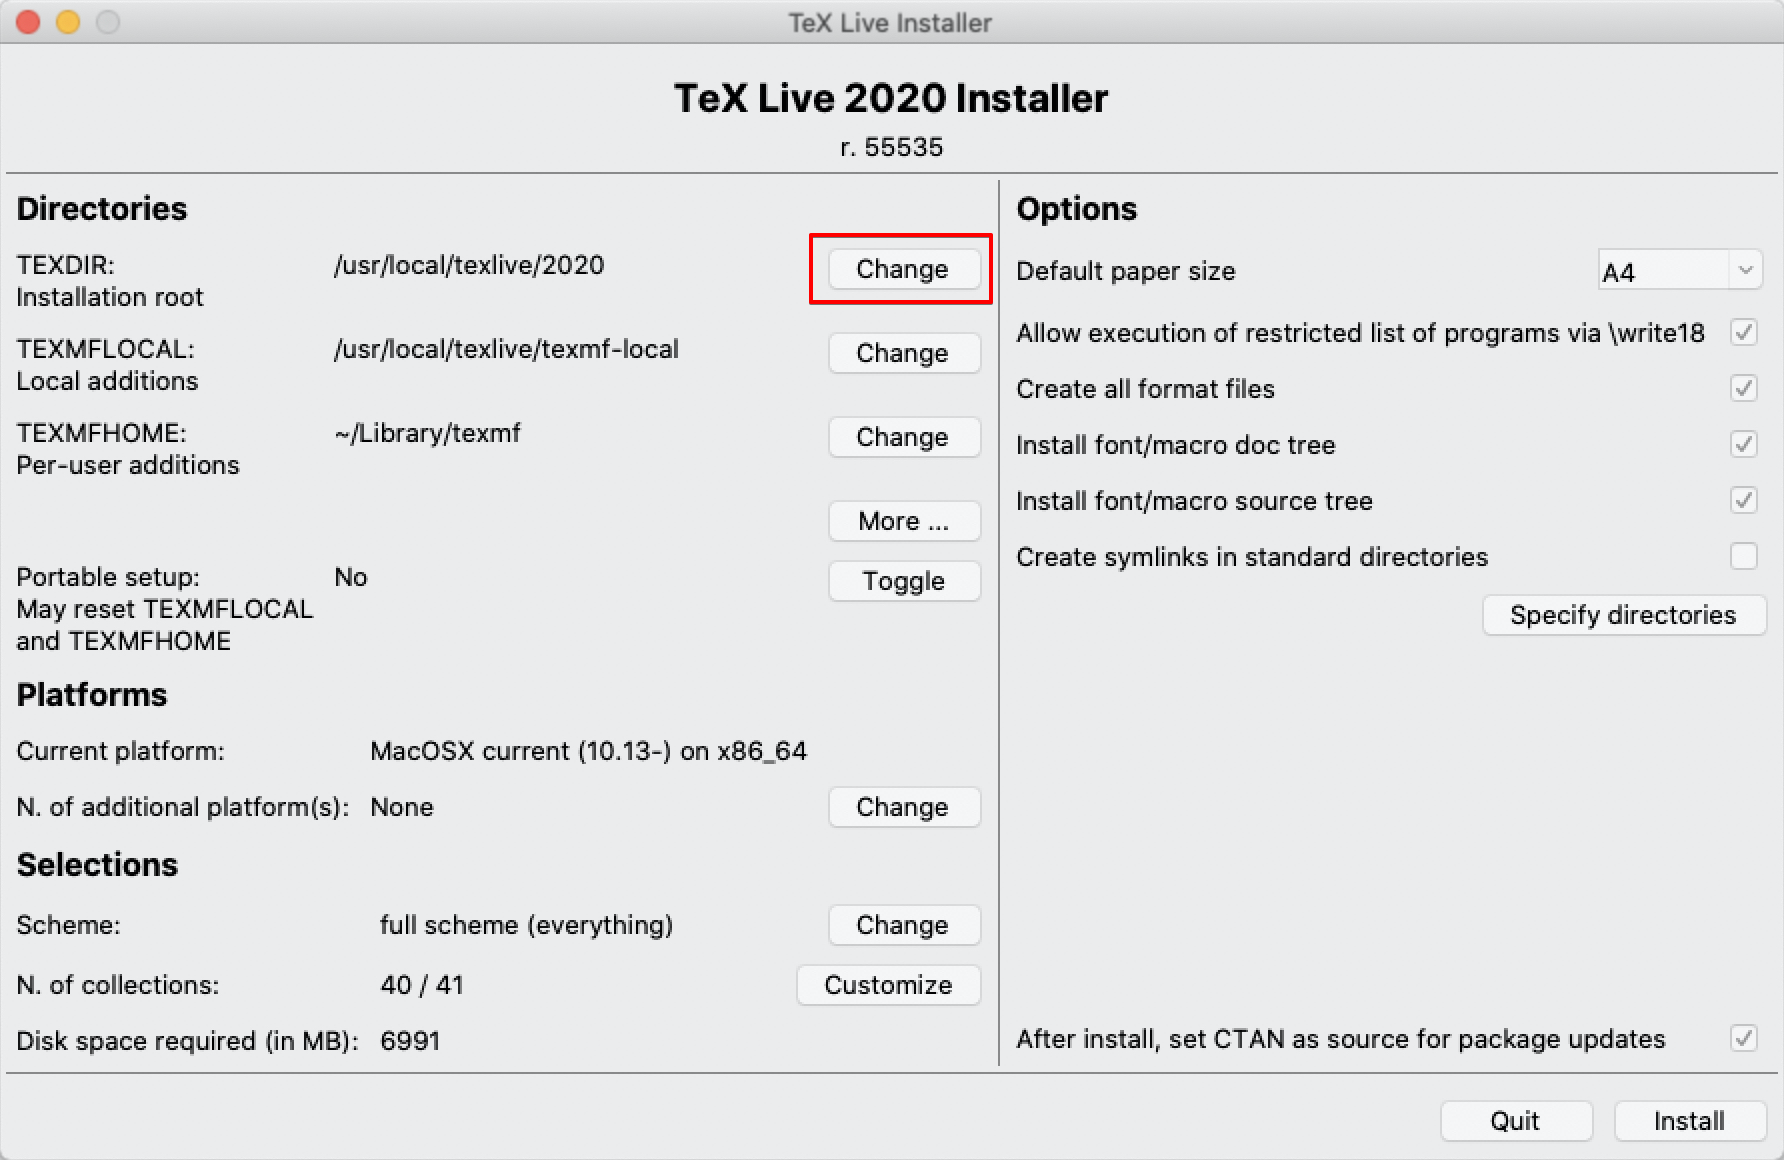 TeX Live Installer
TeX Live 2020 Installer
r. 55535
Directories
TEXDIR: /usr/local/texlive/2020 Change
Installation root
TEXMFLOCAL: /usr/local/texlive/texmf-local Change
Local additions
TEXMFHOME: ~/Library/texmf Change
Per-user additions
More ...
Portable setup: No Toggle
May reset TEXMFLOCAL
and TEXMFHOME
Platforms
Current platform: MacOSX current (10.13-) on x86_64
N. of additional platform(s): None Change
Selections
Scheme: full scheme (everything) Change
N. of collections: 40 / 41 Customize
Disk space required (in MB): 6991
Options
Default paper size A4
Allow execution of restricted list of programs via \write18
Create all format files
Install font/macro doc tree
Install font/macro source tree
Create symlinks in standard directories
Specify directories
After install, set CTAN as source for package updates
Quit Install